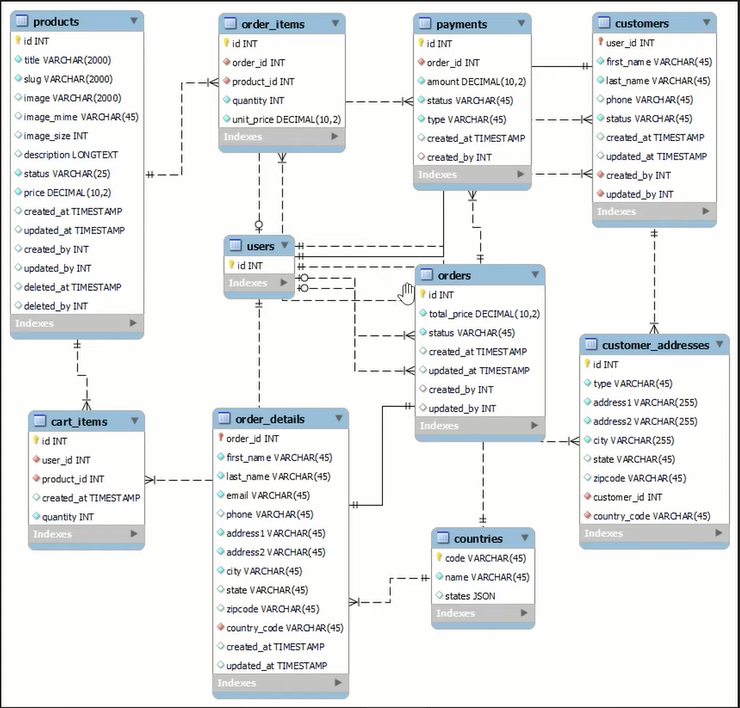 products
id INT
title VARCHAR(2000)
slug VARCHAR(2000)
image VARCHAR(2000)
image_mime VARCHAR(45)
image_size INT
description LONGTEXT
status VARCHAR(25)
price DECIMAL(10,2)
created_at TIMESTAMP
updated_at TIMESTAMP
created_by INT
updated_by INT
deleted_at TIMESTAMP
deleted_by INT
Indexes
order_items
id INT
order_id INT
product_id INT
quantity INT
unit_price DECIMAL(10,2)
Indexes
payments
id INT
order_id INT
amount DECIMAL(10,2)
status VARCHAR(45)
type VARCHAR(45)
created_at TIMESTAMP
created_by INT
Indexes
customers
user_id INT
first_name VARCHAR(45)
last_name VARCHAR(45)
phone VARCHAR(45)
status VARCHAR(45)
created_at TIMESTAMP
updated_at TIMESTAMP
created_by INT
updated_by INT
Indexes
users
id INT
Indexes
orders
id INT
total_price DECIMAL(10,2)
status VARCHAR(45)
created_at TIMESTAMP
updated_at TIMESTAMP
created_by INT
updated_by INT
Indexes
customer_addresses
id INT
type VARCHAR(45)
address1 VARCHAR(255)
address2 VARCHAR(255)
city VARCHAR(255)
state VARCHAR(45)
zipcode VARCHAR(45)
customer_id INT
country_code VARCHAR(45)
Indexes
cart_items
id INT
user_id INT
product_id INT
created_at TIMESTAMP
quantity INT
Indexes
order_details
order_id INT
first_name VARCHAR(45)
last_name VARCHAR(45)
email VARCHAR(45)
phone VARCHAR(45)
address1 VARCHAR(45)
address2 VARCHAR(45)
city VARCHAR(45)
state VARCHAR(45)
zipcode VARCHAR(45)
country_code VARCHAR(45)
created_at TIMESTAMP
updated_at TIMESTAMP
Indexes
countries
code VARCHAR(45)
name VARCHAR(45)
states JSON
Indexes